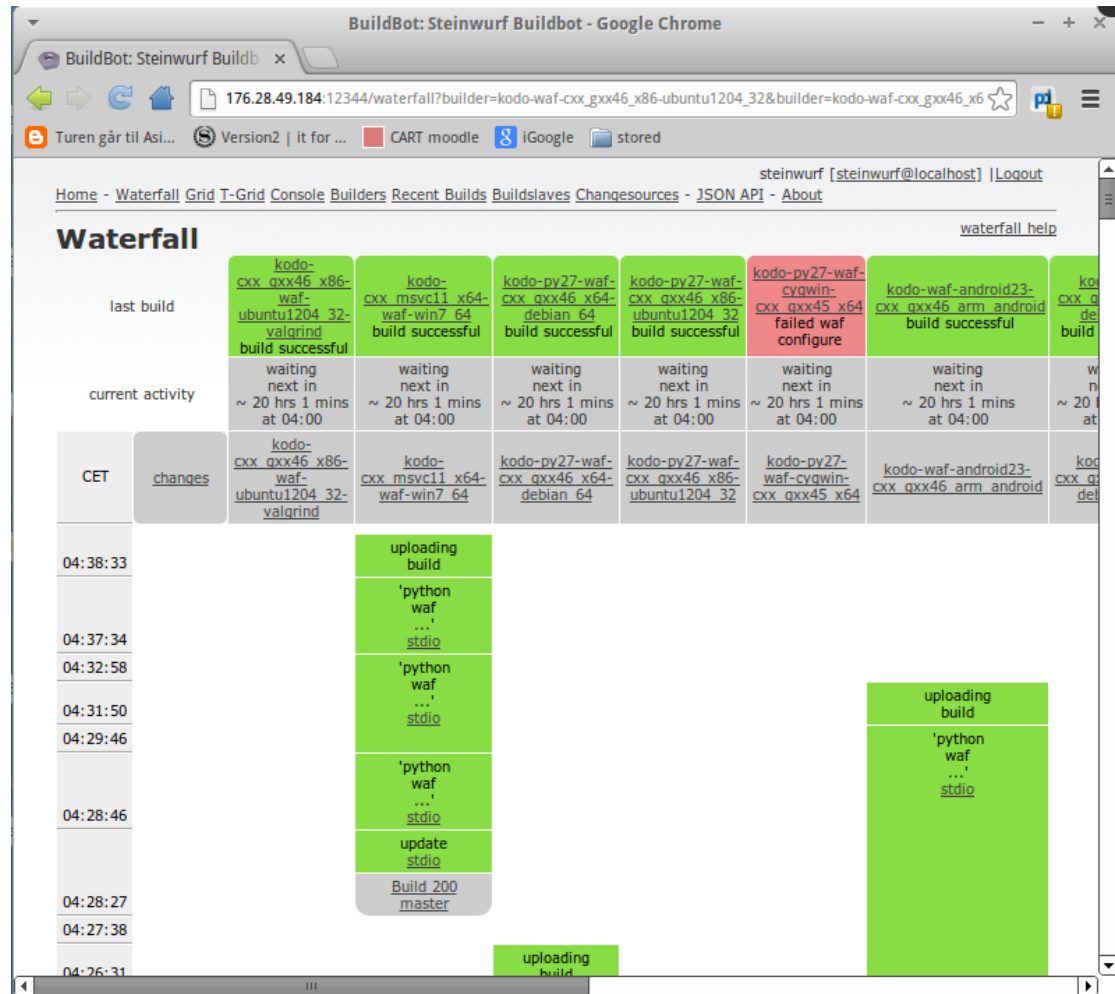 BuildBot: Steinwurf Buildbot - Google Chrome
BuildBot: Steinwurf Buildb
176.28.49.184:12344/waterfall?builder=kodo-waf-cxx_gxx46_x86-ubuntu1204_32&builder=kodo-waf-cxx_gxx46_x6
Turen går til Asi... Version2 | it for ... CART moodle iGoogle stored
steinwurf [steinwurf@localhost] |Logout
Home - Waterfall Grid T-Grid Console Builders Recent Builds Buildslaves Changesources - JSON API - About
Waterfall
waterfall help
last build
kodo-
cxx_gxx46_x86-
waf-
ubuntu1204_32-
valgrind
build successful
kodo-
cxx_msvc11_x64-
waf-win7_64
build successful
kodo-py27-waf-
cxx_gxx46_x64-
debian_64
build successful
kodo-py27-waf-
cxx_gxx46_x86-
ubuntu1204_32
build successful
kodo-py27-waf-
cygwin-
cxx_gxx45_x64
failed waf
configure
kodo-waf-android23-
cxx_gxx46_arm_android
build successful
build
current activity
waiting
next in
~ 20 hrs 1 mins
at 04:00
waiting
next in
~ 20 hrs 1 mins
at 04:00
waiting
next in
~ 20 hrs 1 mins
at 04:00
waiting
next in
~ 20 hrs 1 mins
at 04:00
waiting
next in
~ 20 hrs 1 mins
at 04:00
waiting
next in
~ 20 hrs 1 mins
at 04:00
CET
changes
kodo-
cxx_gxx46_x86-
waf-
ubuntu1204_32-
valgrind
kodo-
cxx_msvc11_x64-
waf-win7_64
kodo-py27-waf-
cxx_gxx46_x64-
debian_64
kodo-py27-waf-
cxx_gxx46_x86-
ubuntu1204_32
kodo-py27-
waf-cygwin-
cxx_gxx45_x64
kodo-waf-android23-
cxx_gxx46_arm_android
04:38:33
uploading
build
04:37:34
'python
waf
...'
stdio
04:32:58
04:31:50
'python
waf
...'
stdio
uploading
build
04:29:46
'python
waf
...'
stdio
04:28:46
'python
waf
...'
stdio
update
stdio
04:28:27
Build 200
master
04:27:38
04:26:31
uploading
build